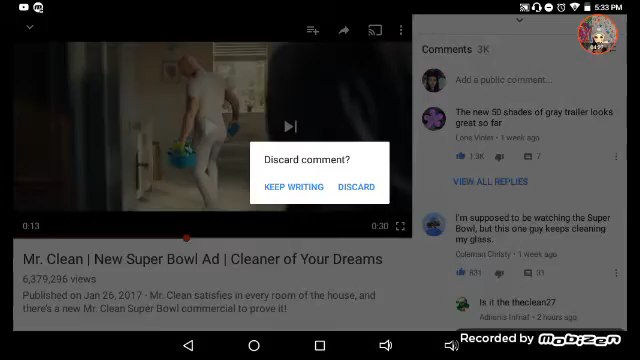 5:33 PM
04:27
Comments 3K
Add a public comment...
The new 50 shades of gray trailer looks
great so far
Lona Violet • 1 week ago
1.3K 7
VIEW ALL REPLIES
I'm supposed to be watching the Super
Bowl, but this one guy keeps cleaning
my glass.
Coleman Christy • 1 week ago
831 31
Is it the theclean27
• 2 hours ago
Discard comment?
KEEP WRITING DISCARD
0:13 0:30
Mr. Clean | New Super Bowl Ad | Cleaner of Your Dreams
6,379,296 views
Published on Jan 26, 2017 · Mr. Clean satisfies in every room of the house, and
there's a new Mr. Clean Super Bowl commercial to prove it!
Recorded by Mobizen